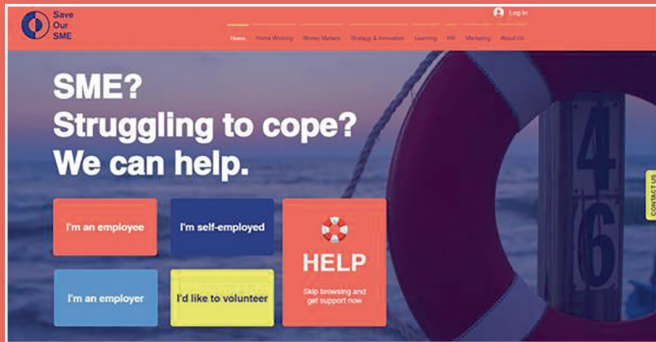 Save
Our
SME
Log In
Home Home Working Money Matters Strategy & Innovation Learning HR Marketing About Us
SME?
Struggling to cope?
We can help.
I'm an employee
I'm self-employed
I'm an employer
I'd like to volunteer
HELP
Skip browsing and
get support now
46
CONTACT US